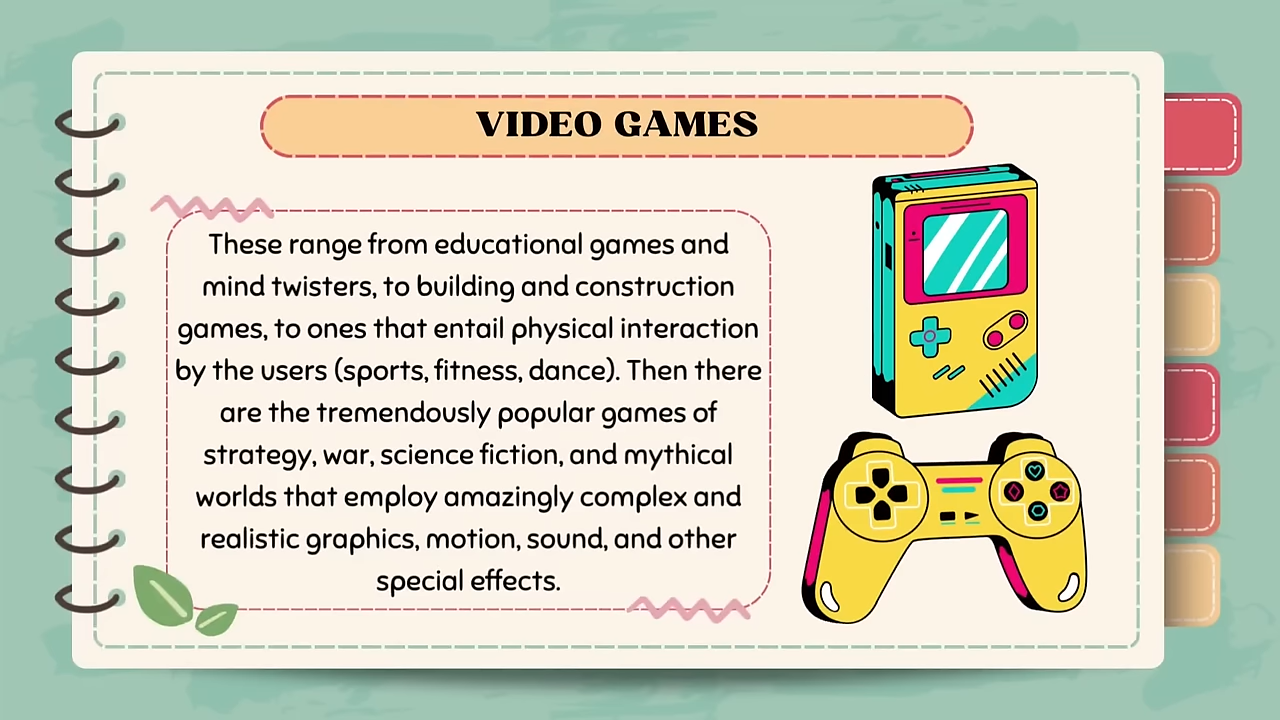 VIDEO GAMES
These range from educational games and
mind twisters, to building and construction
games, to ones that entail physical interaction
by the users (sports, fitness, dance). Then there
are the tremendously popular games of
strategy, war, science fiction, and mythical
worlds that employ amazingly complex and
realistic graphics, motion, sound, and other
special effects.